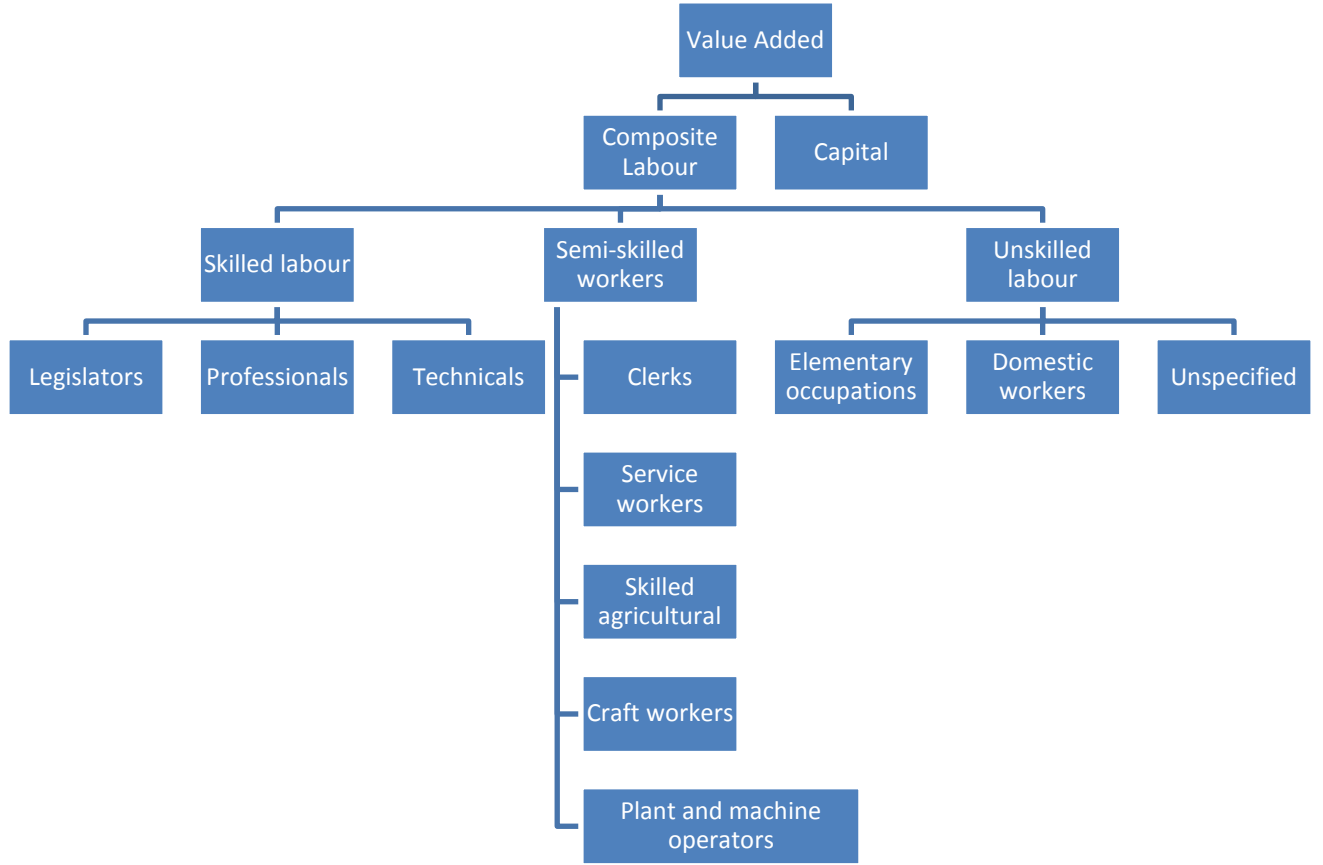 Value Added
Composite
Labour
Capital
Skilled labour
Semi-skilled
workers
Unskilled
labour
Legislators
Professionals
Technicals
Clerks
Service
workers
Skilled
agricultural
Craft workers
Plant and machine
operators
Elementary
occupations
Domestic
workers
Unspecified